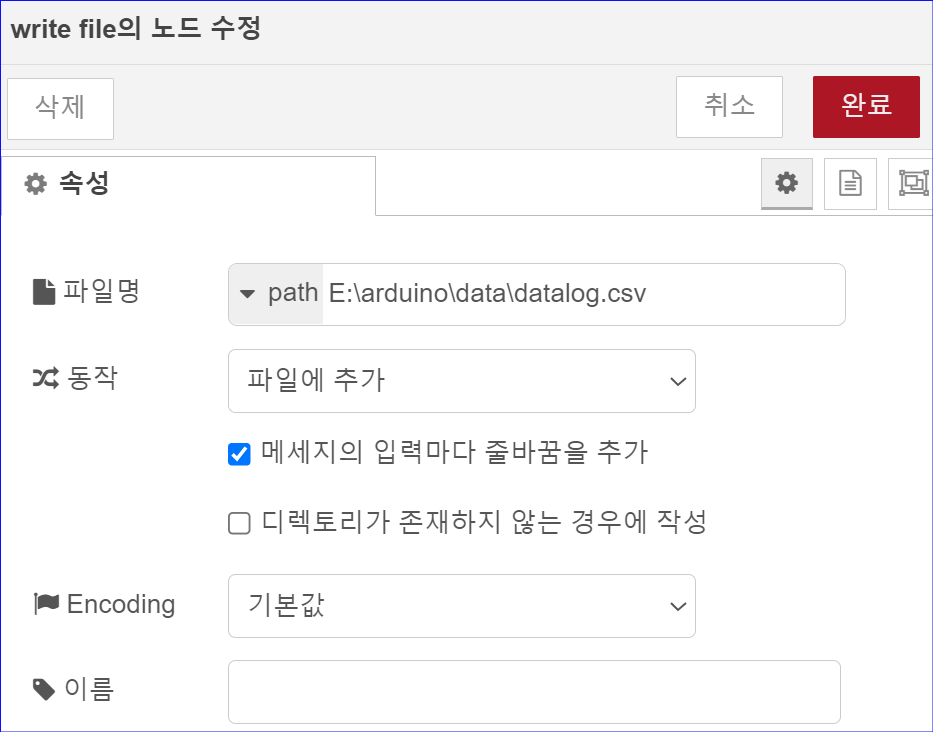 write file의 노드 수정
삭제
취소
완료
속성
파일명
path E:\arduino\data\datalog.csv
동작
파일에 추가
메세지의 입력마다 줄바꿈을 추가
디렉토리가 존재하지 않는 경우에 작성
Encoding
기본값
이름